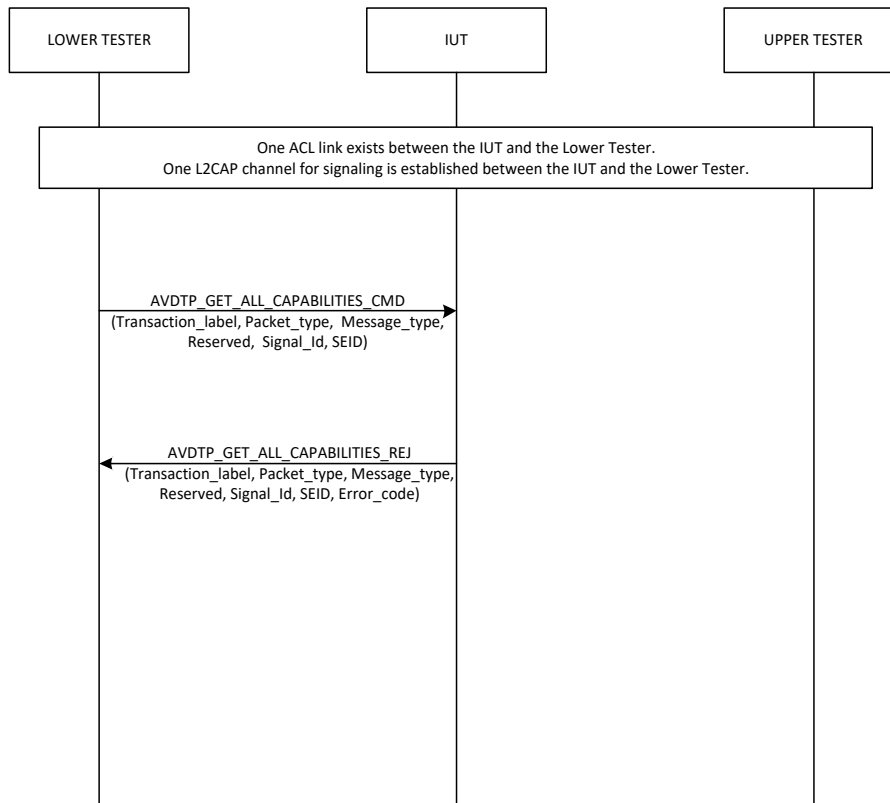 LOWER TESTER
IUT
UPPER TESTER
One ACL link exists between the IUT and the Lower Tester.
One L2CAP channel for signaling is established between the IUT and the Lower Tester.
AVDTP_GET_ALL_CAPABILITIES_CMD
(Transaction_label, Packet_type, Message_type,
Reserved, Signal_Id, SEID)
AVDTP_GET_ALL_CAPABILITIES_REJ
(Transaction_label, Packet_type, Message_type,
Reserved, Signal_Id, SEID, Error_code)